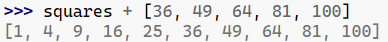 >>> squares + [36, 49, 64, 81, 100]
[1, 4, 9, 16, 25, 36, 49, 64, 81, 100]